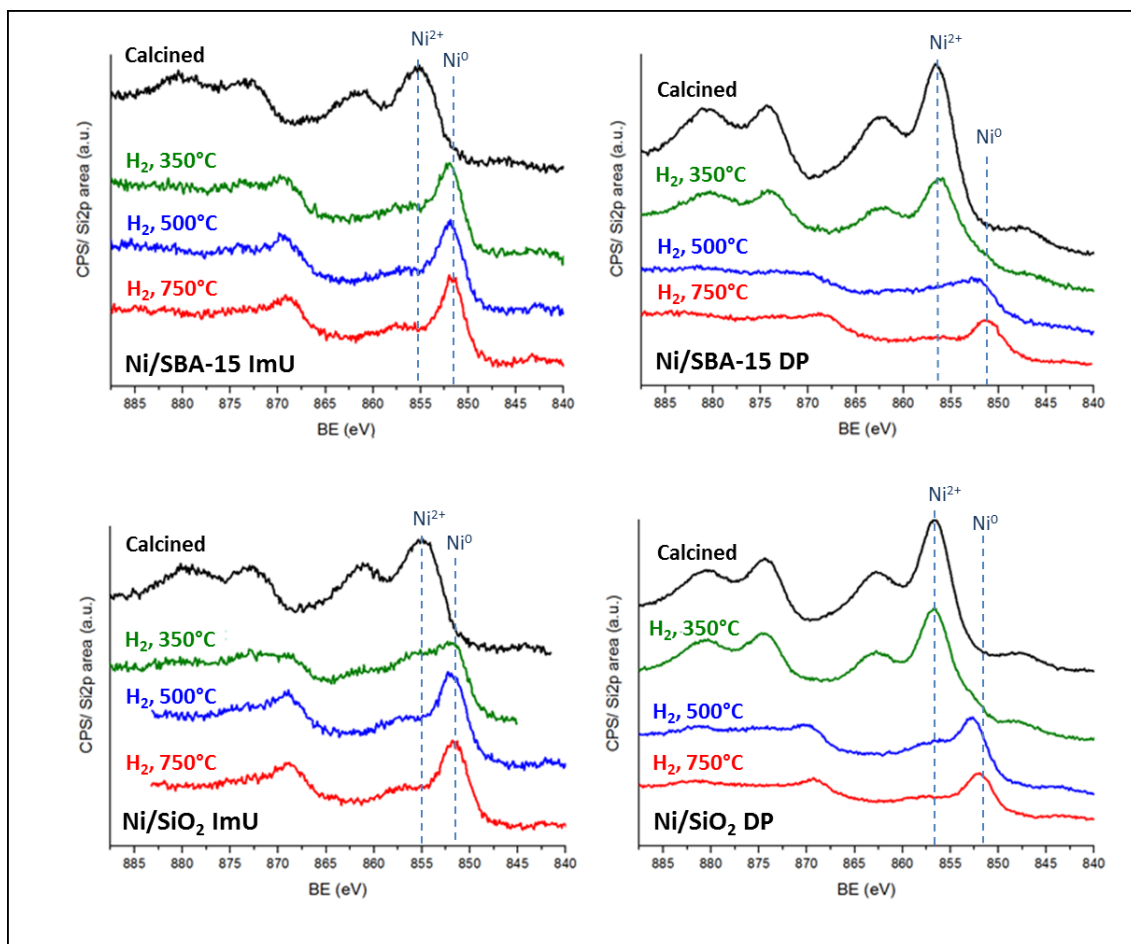 Ni²⁺
Calcined
Ni⁰
H₂, 350°C
H₂, 500°C
H₂, 750°C
Ni/SBA-15 ImU
CPS/ Si2p area (a.u.)
885 880 875 870 865 860 855 850 845 840
BE (eV)
Ni²⁺
Calcined
Ni⁰
H₂, 350°C
H₂, 500°C
H₂, 750°C
Ni/SBA-15 DP
CPS/ Si2p area (a.u.)
885 880 875 870 865 860 855 850 845 840
BE (eV)
Ni²⁺
Calcined
Ni⁰
H₂, 350°C
H₂, 500°C
H₂, 750°C
Ni/SiO₂ ImU
CPS/ Si2p area (a.u.)
885 880 875 870 865 860 855 850 845 840
BE (eV)
Ni²⁺
Ni⁰
Calcined
H₂, 350°C
H₂, 500°C
H₂, 750°C
Ni/SiO₂ DP
CPS/ Si2p area (a.u.)
885 880 875 870 865 860 855 850 845 840
BE (eV)